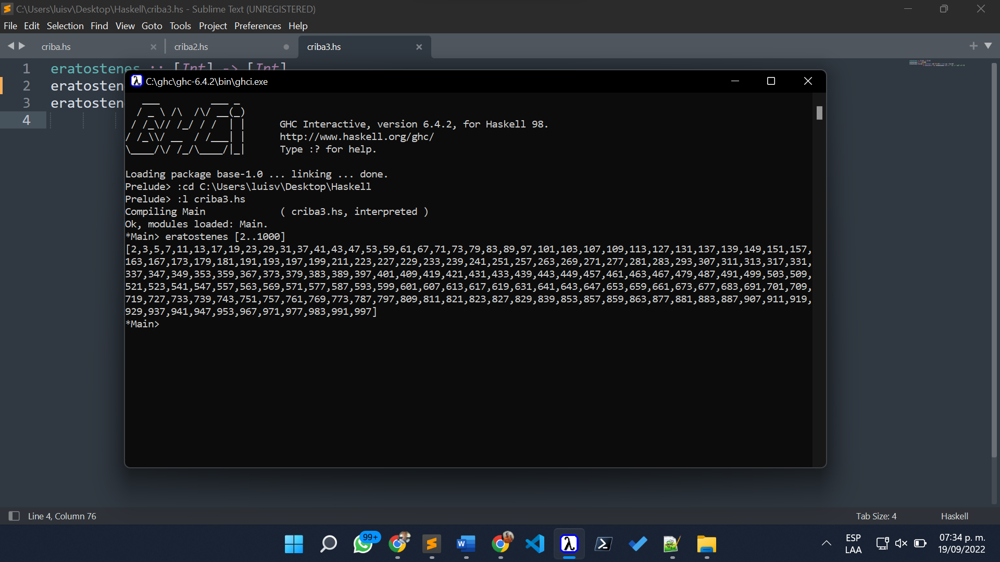 C:\Users\luisv\Desktop\Haskell\criba3.hs - Sublime Text (UNREGISTERED)
File Edit Selection Find View Goto Tools Project Preferences Help
criba.hs criba2.hs criba3.hs
1 eratostenes :: [Int] -> [Int]
2 eratosten
3 eratosten
4
C:\ghc\ghc-6.4.2\bin\ghci.exe
GHC Interactive, version 6.4.2, for Haskell 98.
http://www.haskell.org/ghc/
Type :? for help.
Loading package base-1.0 ... linking ... done.
Prelude> :cd C:\Users\luisv\Desktop\Haskell
Prelude> :l criba3.hs
Compiling Main ( criba3.hs, interpreted )
Ok, modules loaded: Main.
*Main> eratostenes [2..1000]
[2,3,5,7,11,13,17,19,23,29,31,37,41,43,47,53,59,61,67,71,73,79,83,89,97,101,103,107,109,113,127,131,137,139,149,151,157,
163,167,173,179,181,191,193,197,199,211,223,227,229,233,239,241,251,257,263,269,271,277,281,283,293,307,311,313,317,331,
337,347,349,353,359,367,373,379,383,389,397,401,409,419,421,431,433,439,443,449,457,461,463,467,479,487,491,499,503,509,
521,523,541,547,557,563,569,571,577,587,593,599,601,607,613,617,619,631,641,643,647,653,659,661,673,677,683,691,701,709,
719,727,733,739,743,751,757,761,769,773,787,797,809,811,821,823,827,829,839,853,857,859,863,877,881,883,887,907,911,919,
929,937,941,947,953,967,971,977,983,991,997]
*Main>
Line 4, Column 76 Tab Size: 4 Haskell
99+
ESP
LAA
07:34 p. m.
19/09/2022